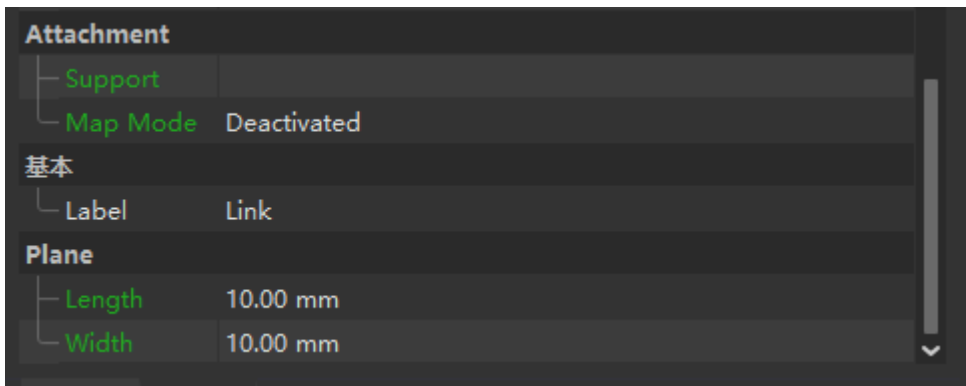 Attachment
Support
Map Mode Deactivated
基本
Label Link
Plane
Length 10.00 mm
Width 10.00 mm